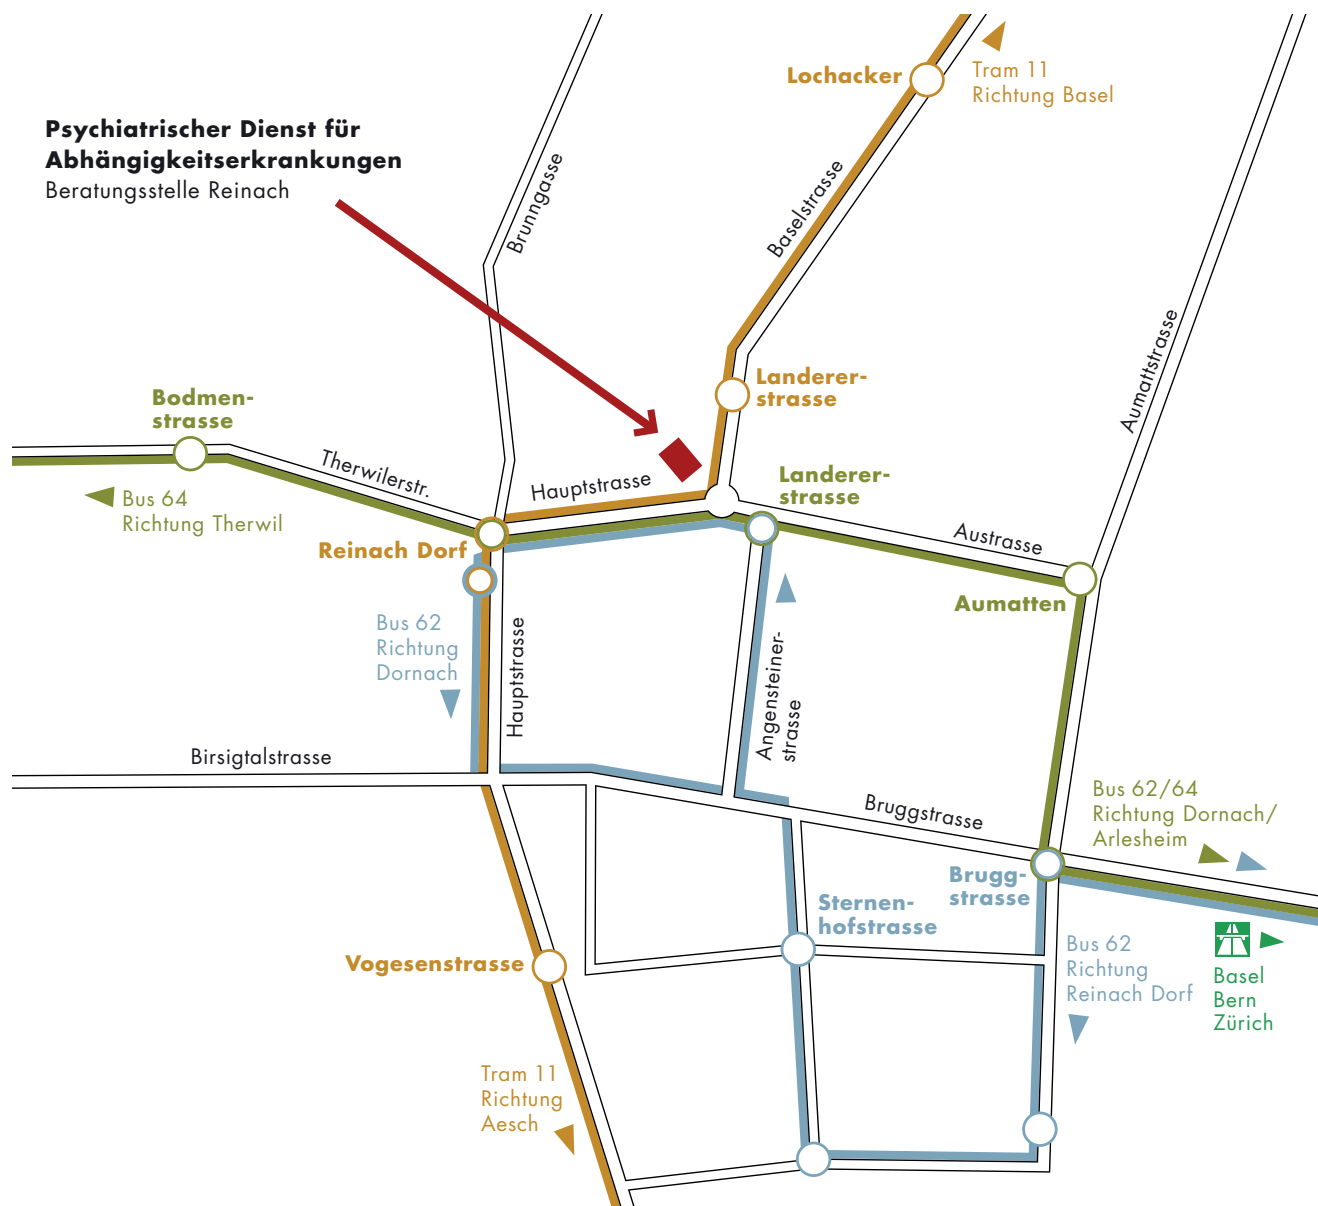 Lochacker
Tram 11
Richtung Basel
Psychiatrischer Dienst für
Abhängigkeitserkrankungen
Beratungsstelle Reinach
Brunngasse
Baselstrasse
Aumattstrasse
Landerer-
strasse
Bodmen-
strasse
Therwilerstr.
Hauptstrasse
Landerer-
strasse
Bus 64
Richtung Therwil
Reinach Dorf
Austrasse
Aumatten
Bus 62
Richtung
Dornach
Hauptstrasse
Angensteiner-
strasse
Birsigtalstrasse
Bruggstrasse
Bus 62/64
Richtung Dornach/
Arlesheim
Brugg-
strasse
Sternen-
hofstrasse
Vogesenstrasse
Bus 62
Richtung
Reinach Dorf
Basel
Bern
Zürich
Tram 11
Richtung
Aesch